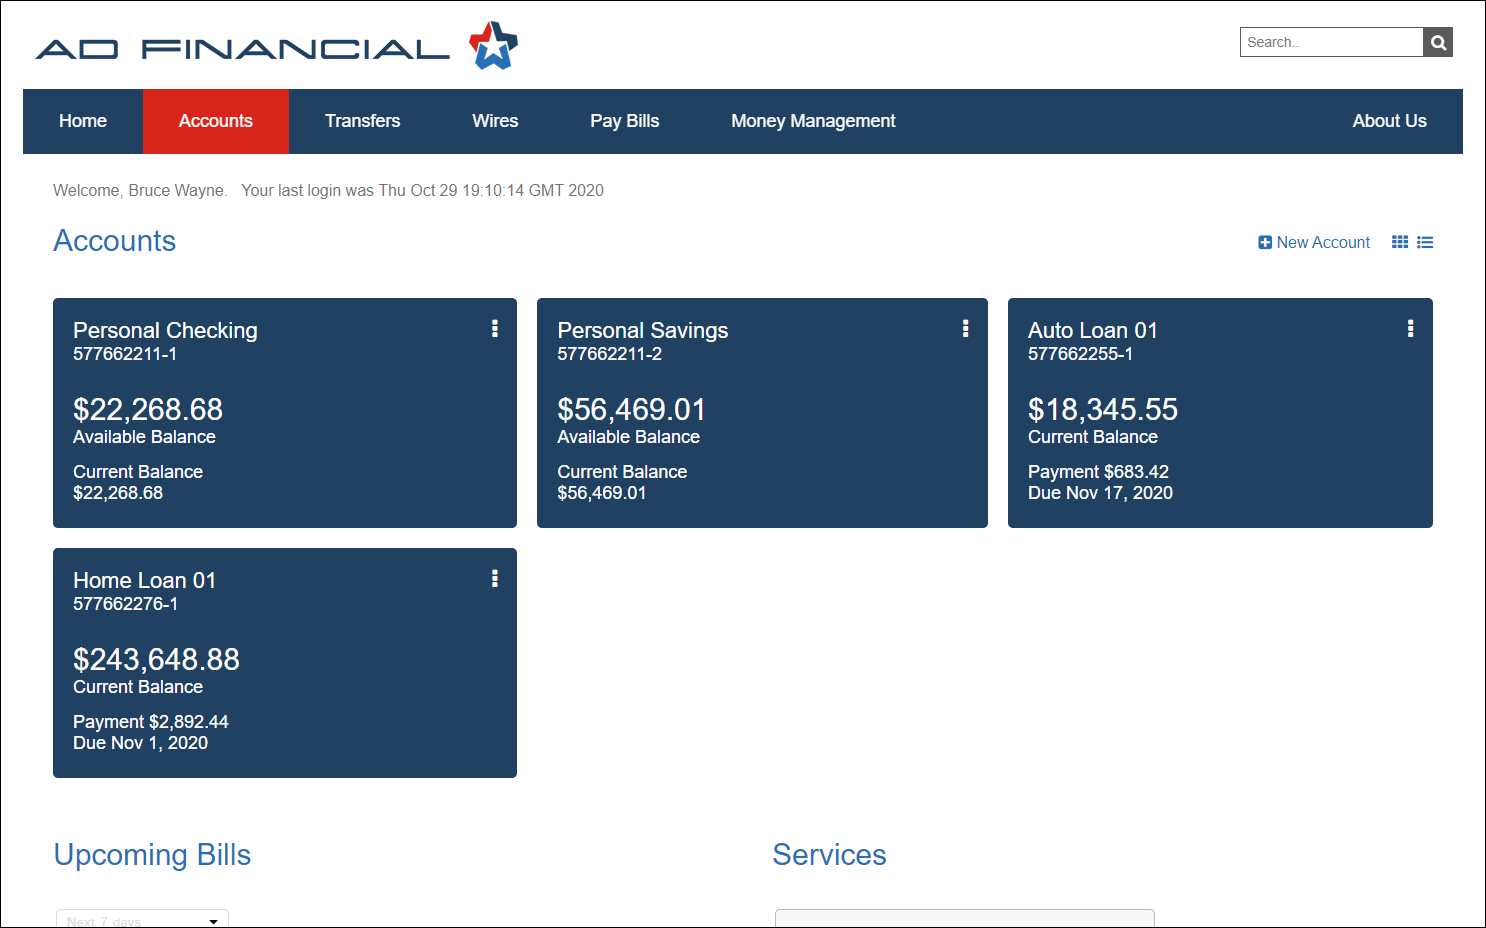 AD FINANCIAL
Search..
Home Accounts Transfers Wires Pay Bills Money Management About Us
Welcome, Bruce Wayne. Your last login was Thu Oct 29 19:10:14 GMT 2020
Accounts
New Account
Personal Checking
577662211-1
$22,268.68
Available Balance
Current Balance
$22,268.68
Personal Savings
577662211-2
$56,469.01
Available Balance
Current Balance
$56,469.01
Auto Loan 01
577662255-1
$18,345.55
Current Balance
Payment $683.42
Due Nov 17, 2020
Home Loan 01
577662276-1
$243,648.88
Current Balance
Payment $2,892.44
Due Nov 1, 2020
Upcoming Bills
Next 7 days
Services